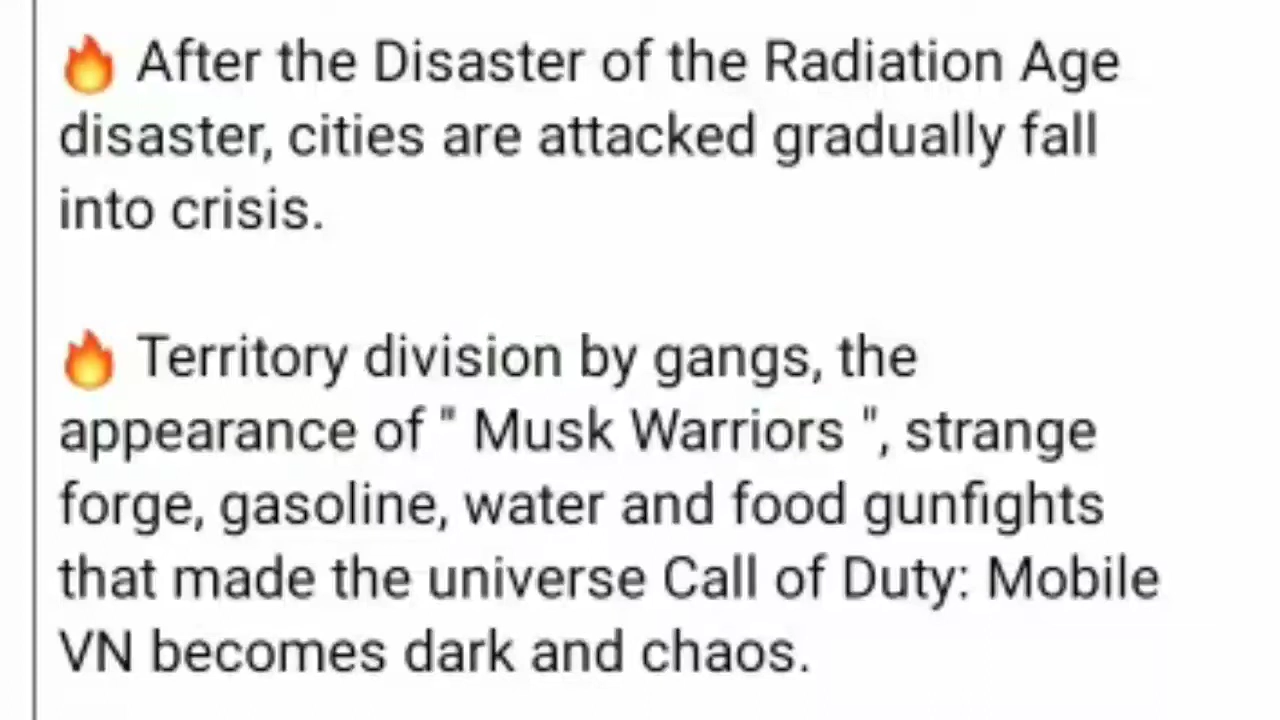 🔥 After the Disaster of the Radiation Age
disaster, cities are attacked gradually fall
into crisis.
🔥 Territory division by gangs, the
appearance of " Musk Warriors ", strange
forge, gasoline, water and food gunfights
that made the universe Call of Duty: Mobile
VN becomes dark and chaos.